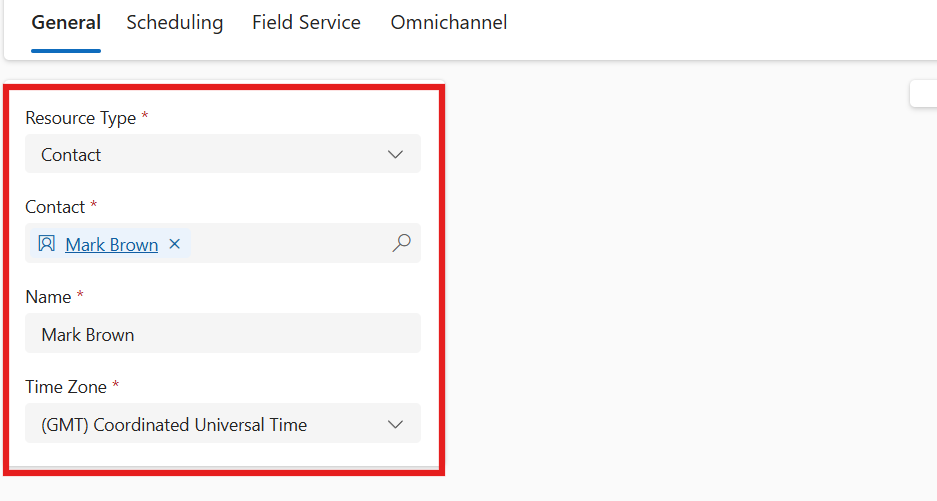 General Scheduling Field Service Omnichannel
Resource Type *
Contact
Contact *
Mark Brown
Name *
Mark Brown
Time Zone *
(GMT) Coordinated Universal Time